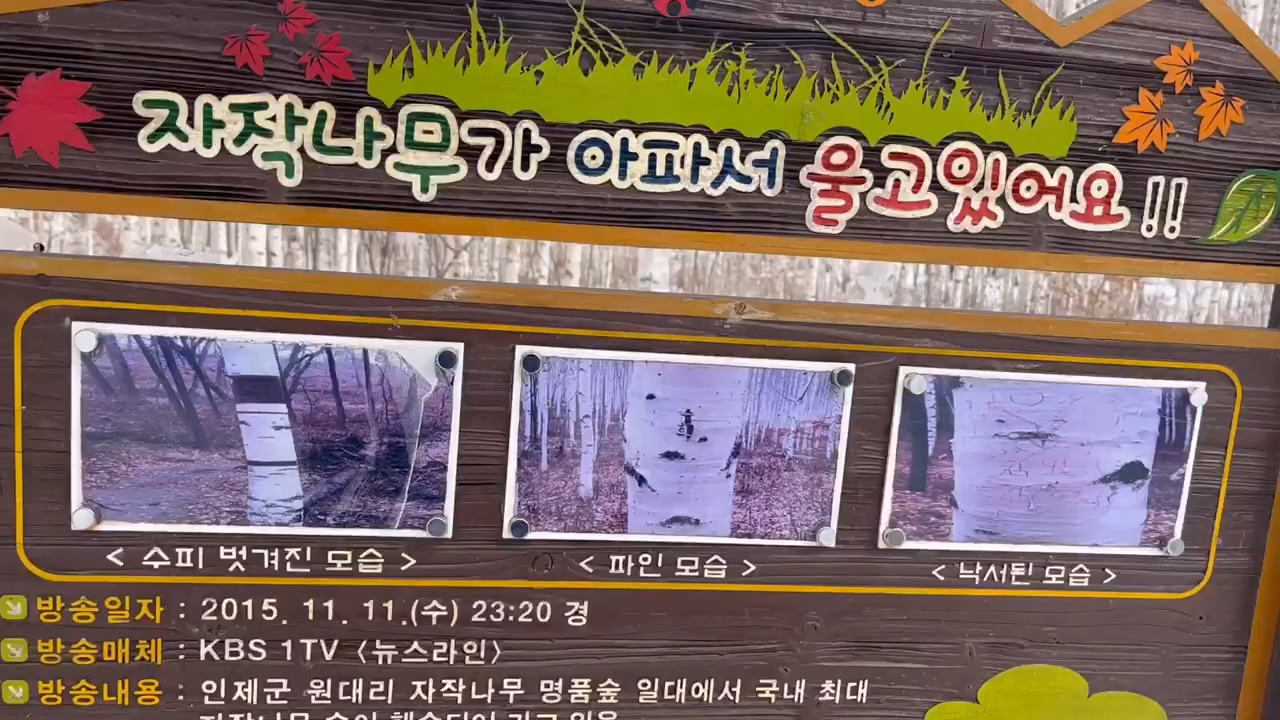 자작나무가 아파서 울고있어요!!
< 수피 벗겨진 모습 >
< 파인 모습 >
< 낙서된 모습 >
방송일자 : 2015. 11. 11.(수) 23:20 경
방송매체 : KBS 1TV 〈뉴스라인〉
방송내용 : 인제군 원대리 자작나무 명품숲 일대에서 국내 최대